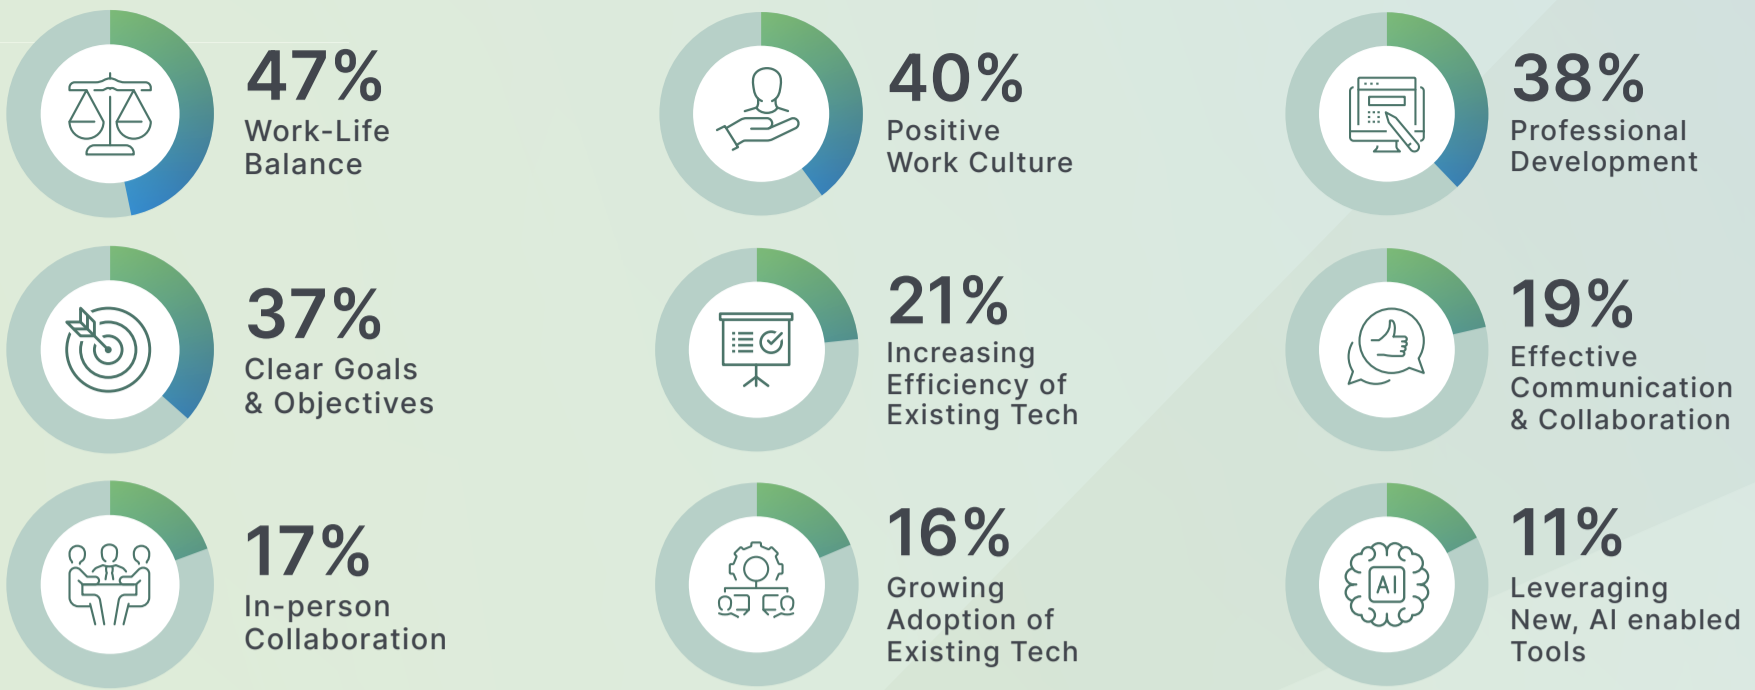 47%
Work-Life
Balance
40%
Positive
Work Culture
38%
Professional
Development
37%
Clear Goals
& Objectives
21%
Increasing
Efficiency of
Existing Tech
19%
Effective
Communication
& Collaboration
17%
In-person
Collaboration
16%
Growing
Adoption of
Existing Tech
AI
11%
Leveraging
New, AI enabled
Tools